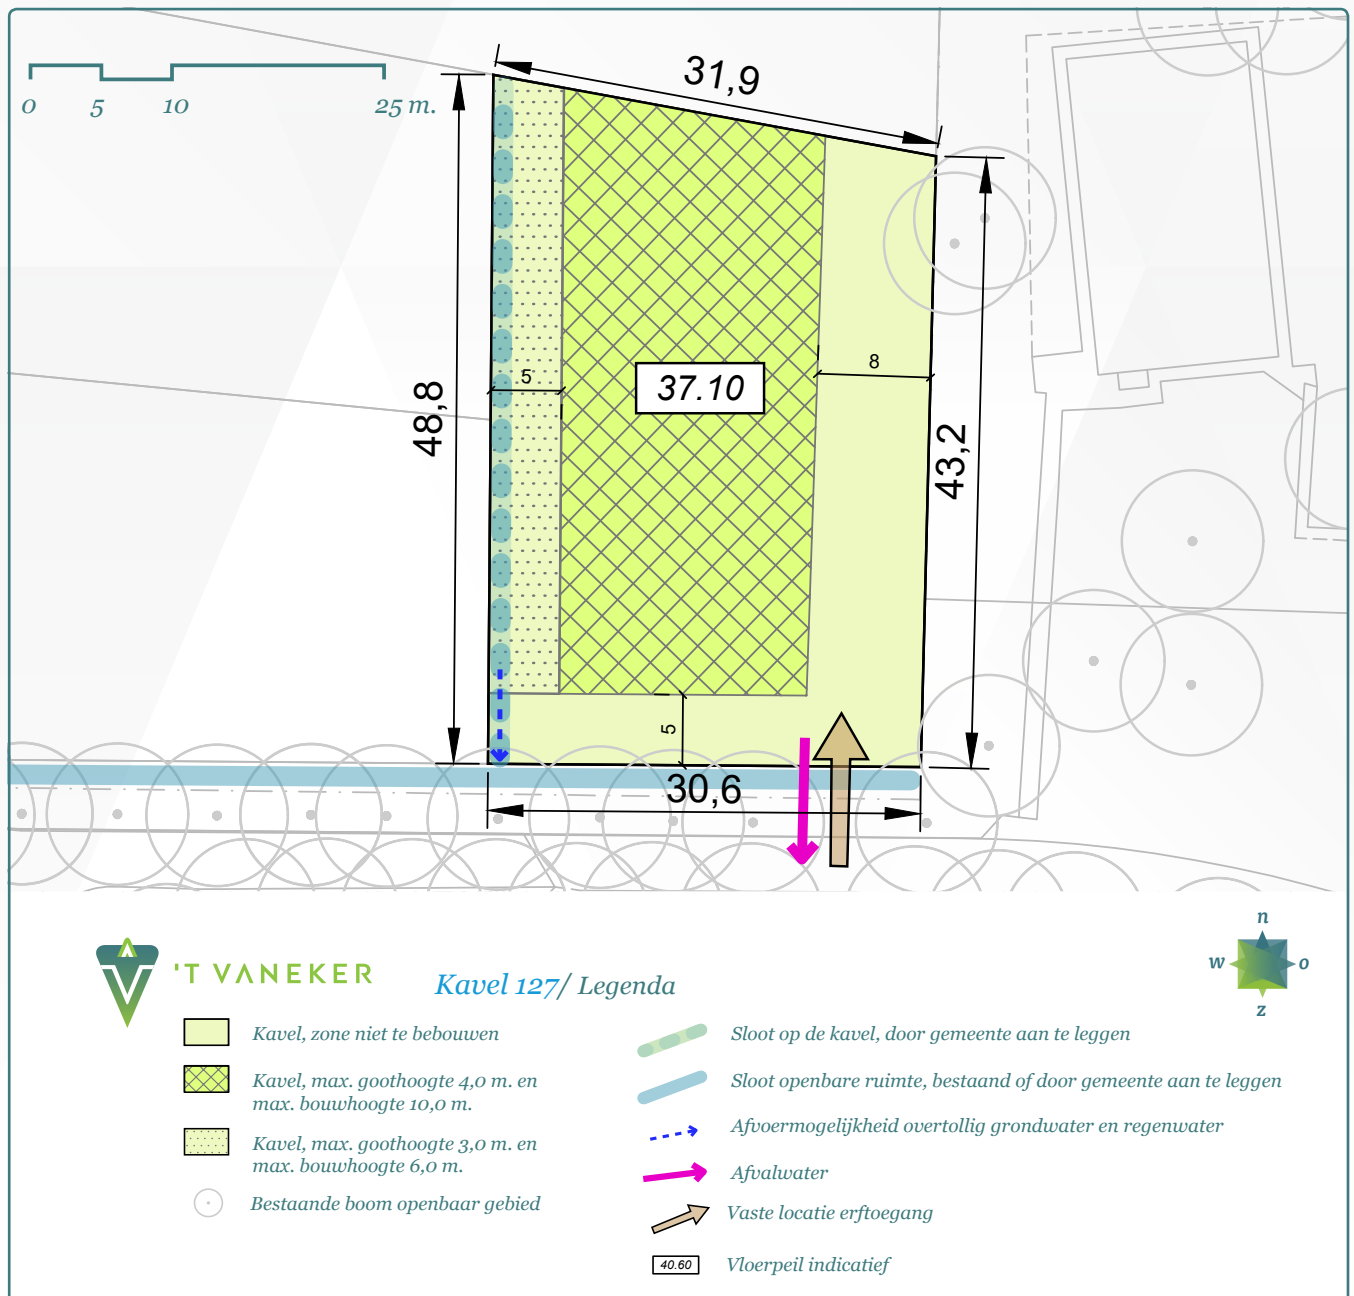 31,9
0 5 10 25 m.
5
37.10
8
48,8
43,2
5
30,6
n
w o
z
'T VANEKER
Kavel 127/ Legenda
Kavel, zone niet te bebouwen
Kavel, max. goothoogte 4,0 m. en
max. bouwhoogte 10,0 m.
Kavel, max. goothoogte 3,0 m. en
max. bouwhoogte 6,0 m.
Bestaande boom openbaar gebied
Sloot op de kavel, door gemeente aan te leggen
Sloot openbare ruimte, bestaand of door gemeente aan te leggen
Afvoermogelijkheid overtollig grondwater en regenwater
Afvalwater
Vaste locatie erftoegang
40.60 Vloerpeil indicatief